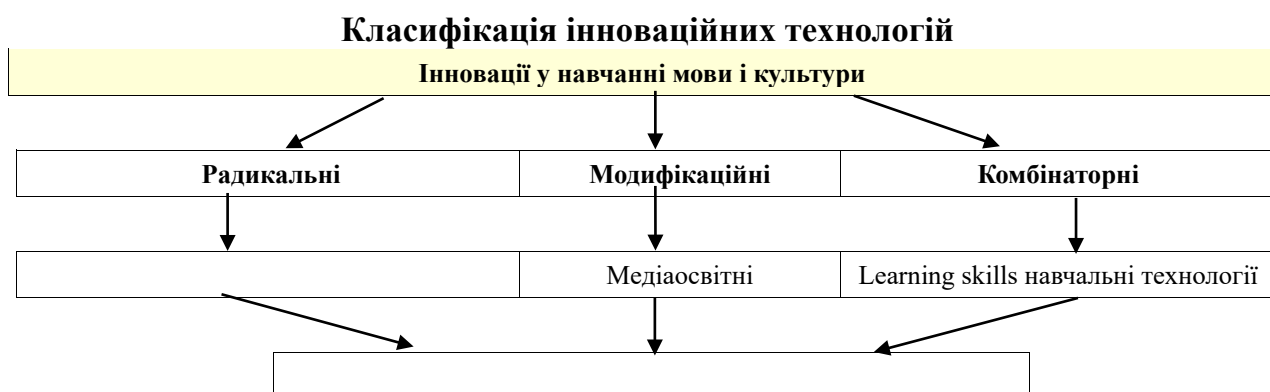 Класифікація інноваційних технологій
Інновації у навчанні мови і культури
Радикальні Модифікаційні Комбінаторні
Медіаосвітні Learning skills навчальні технології